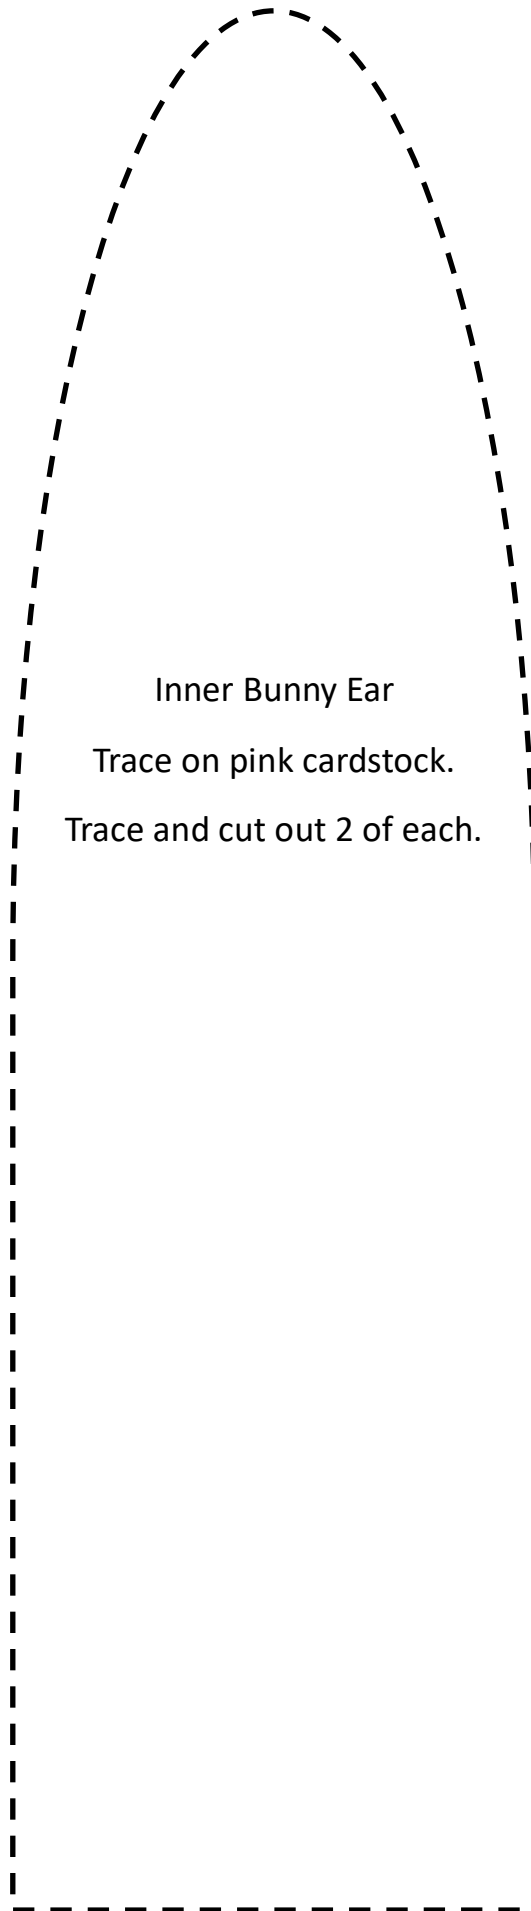 Inner Bunny Ear
Trace on pink cardstock.
Trace and cut out 2 of each.